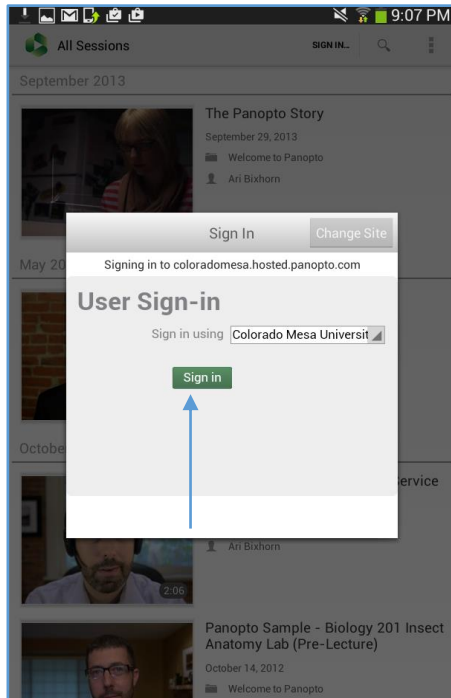 9:07 PM
All Sessions
SIGN IN...
September 2013
The Panopto Story
September 29, 2013
Welcome to Panopto
Ari Bixhorn
Sign In
Change Site
May 20
Signing in to coloradomesa.hosted.panopto.com
User Sign-in
Sign in using
Colorado Mesa Universit
Sign in
Octobe
ervice
Ari Bixhorn
2:06
Panopto Sample - Biology 201 Insect
Anatomy Lab (Pre-Lecture)
October 14, 2012
Welcome to Panopto